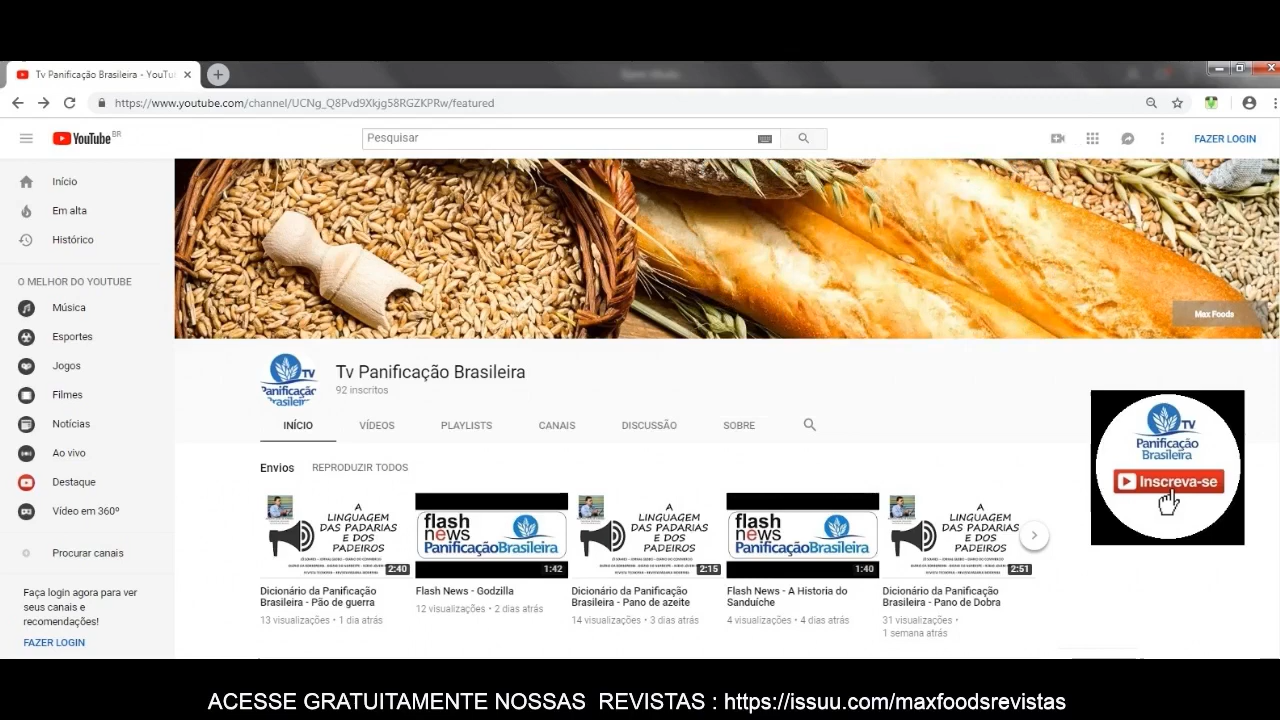 Tv Panificação Brasileira - YouTu
https://www.youtube.com/channel/UCNg_Q8Pvd9Xkjg58RGZKPRw/featured
YouTube BR
Pesquisar
FAZER LOGIN
Início
Em alta
Histórico
O MELHOR DO YOUTUBE
Música
Esportes
Jogos
Filmes
Notícias
Ao vivo
Destaque
Vídeo em 360º
Procurar canais
Faça login agora para ver
seus canais e
recomendações!
FAZER LOGIN
Max Foods
TV
Panificação
Brasileira
Tv Panificação Brasileira
92 inscritos
INÍCIO VÍDEOS PLAYLISTS CANAIS DISCUSSÃO SOBRE
Envios REPRODUZIR TODOS
A
LINGUAGEM
DAS PADARIAS
E DOS
PADEIROS
2:40
Dicionário da Panificação
Brasileira - Pão de guerra
13 visualizações • 1 dia atrás
flash
news
PanificaçãoBrasileira
1:42
Flash News - Godzilla
12 visualizações • 2 dias atrás
A
LINGUAGEM
DAS PADARIAS
E DOS
PADEIROS
2:15
Dicionário da Panificação
Brasileira - Pano de azeite
14 visualizações • 3 dias atrás
flash
news
PanificaçãoBrasileira
1:40
Flash News - A Historia do
Sanduíche
4 visualizações • 4 dias atrás
A
LINGUAGEM
DAS PADARIAS
E DOS
PADEIROS
2:51
Dicionário da Panificação
Brasileira - Pano de Dobra
31 visualizações •
1 semana atrás
TV
Panificação
Brasileira
Inscreva-se
ACESSE GRATUITAMENTE NOSSAS REVISTAS : https://issuu.com/maxfoodsrevistas